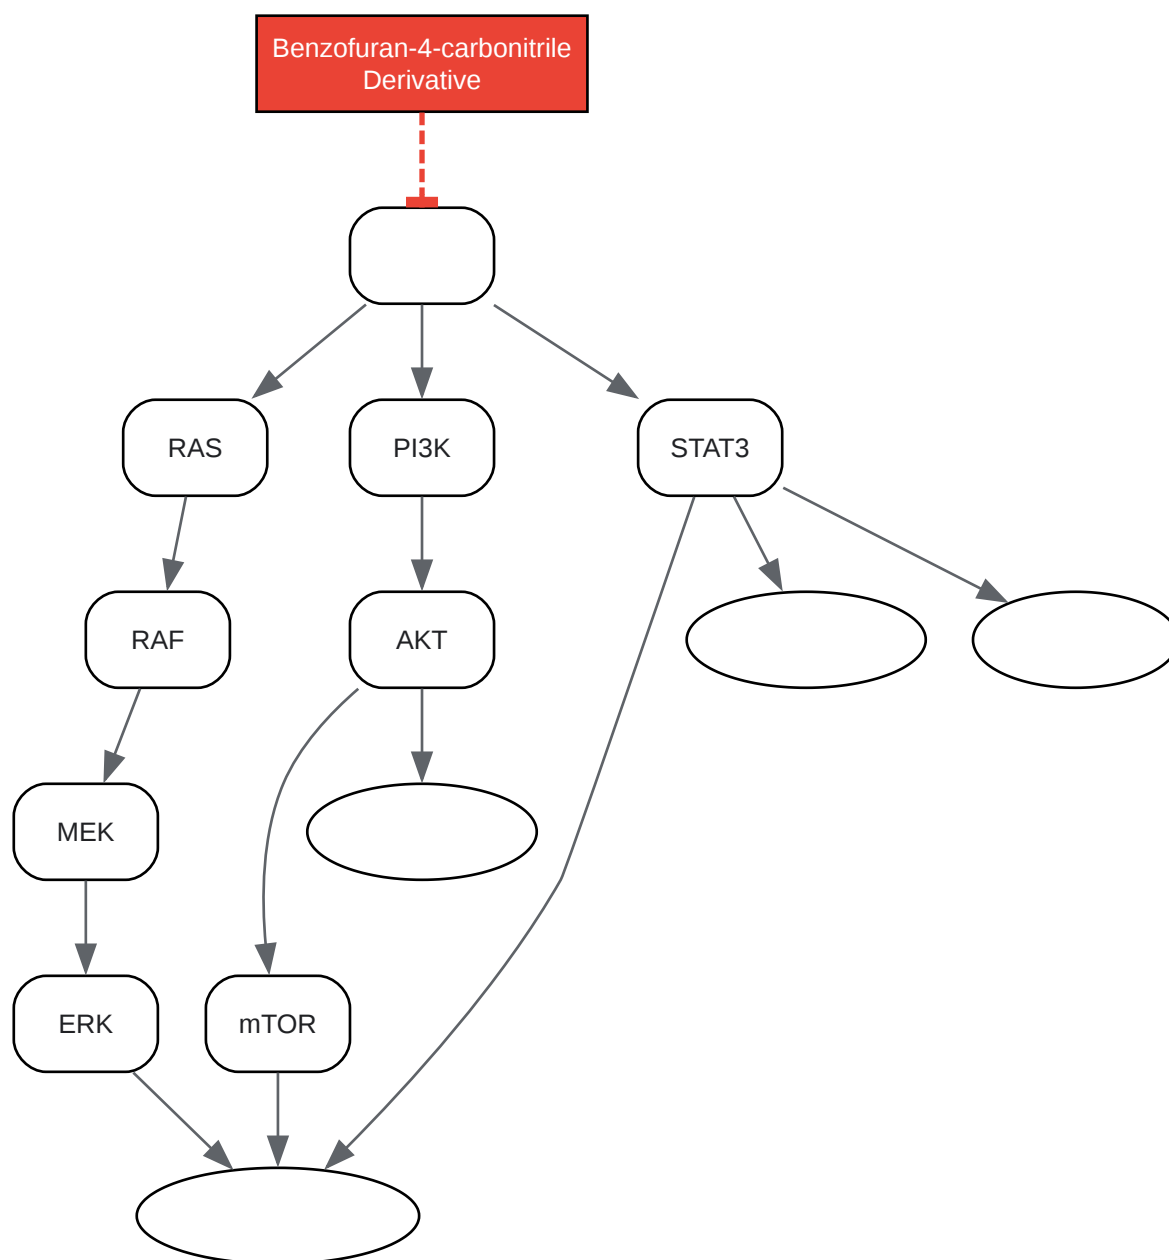 Benzofuran-4-carbonitrile
Derivative
RAS
PI3K
STAT3
RAF
AKT
MEK
ERK
mTOR